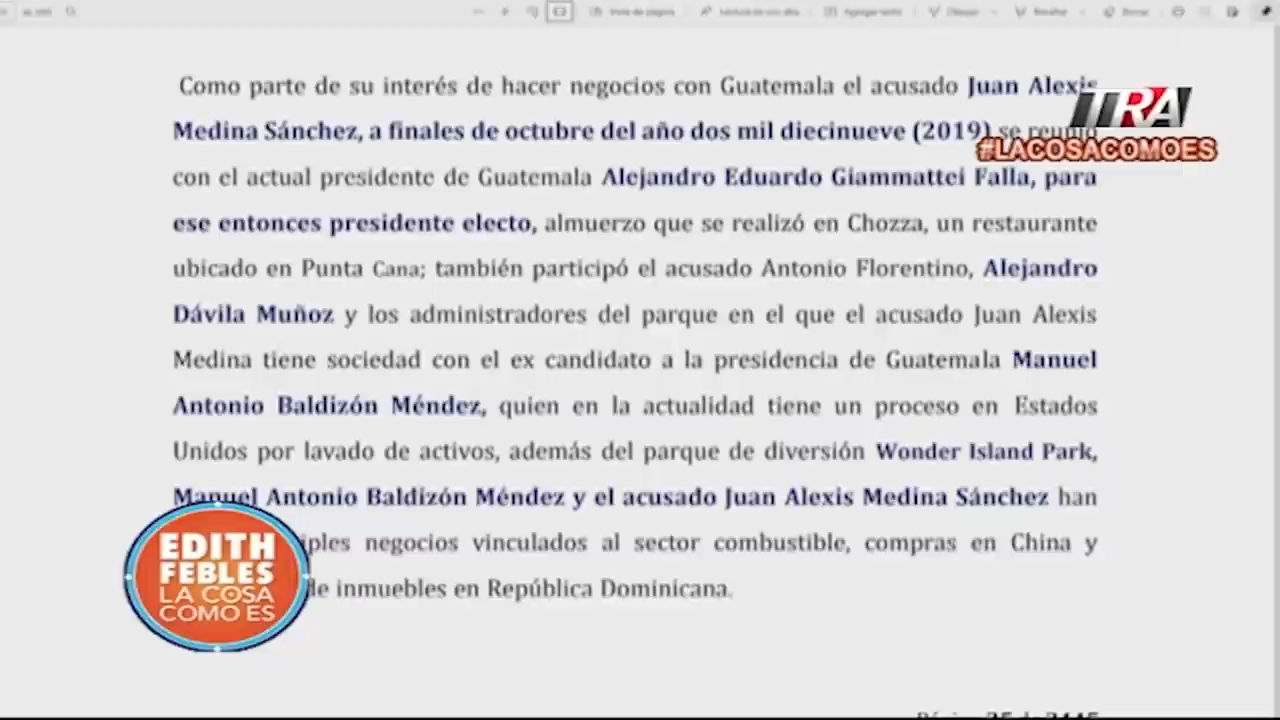 Como parte de su interés de hacer negocios con Guatemala el acusado Juan Alexis
Medina Sánchez, a finales de octubre del año dos mil diecinueve (2019) se reunió
con el actual presidente de Guatemala Alejandro Eduardo Giammattei Falla, para
ese entonces presidente electo, almuerzo que se realizó en Chozza, un restaurante
ubicado en Punta Cana; también participó el acusado Antonio Florentino, Alejandro
Dávila Muñoz y los administradores del parque en el que el acusado Juan Alexis
Medina tiene sociedad con el ex candidato a la presidencia de Guatemala Manuel
Antonio Baldizón Méndez, quien en la actualidad tiene un proceso en Estados
Unidos por lavado de activos, además del parque de diversión Wonder Island Park,
Manuel Antonio Baldizón Méndez y el acusado Juan Alexis Medina Sánchez han
iples negocios vinculados al sector combustible, compras en China y
de inmuebles en República Dominicana.
TRA
#LACOSACOMOES
EDITH
FEBLES
LA COSA
COMO ES